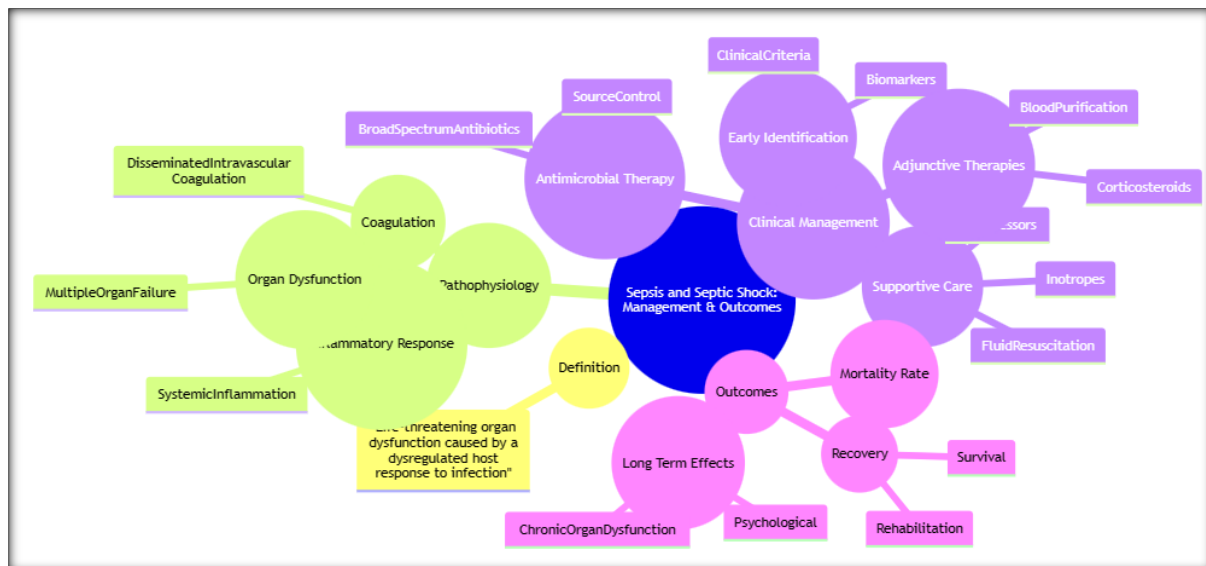 ClinicalCriteria
Biomarkers
SourceControl
BloodPurification
BroadSpectrumAntibiotics
Early Identification
DisseminatedIntravascular
Coagulation
Antimicrobial Therapy
Adjunctive Therapies
Corticosteroids
Coagulation
Clinical Management
Organ Dysfunction
Pathophysiology
Sepsis and Septic Shock:
Management & Outcomes
Supportive Care
Inotropes
MultipleOrganFailure
Response
FluidResuscitation
Definition
Mortality Rate
SystemicInflammation
Outcomes
organ
dysfunction caused by a
dysregulated host
response to infection"
Long Term Effects
Recovery
Survival
ChronicOrganDysfunction
Psychological
Rehabilitation